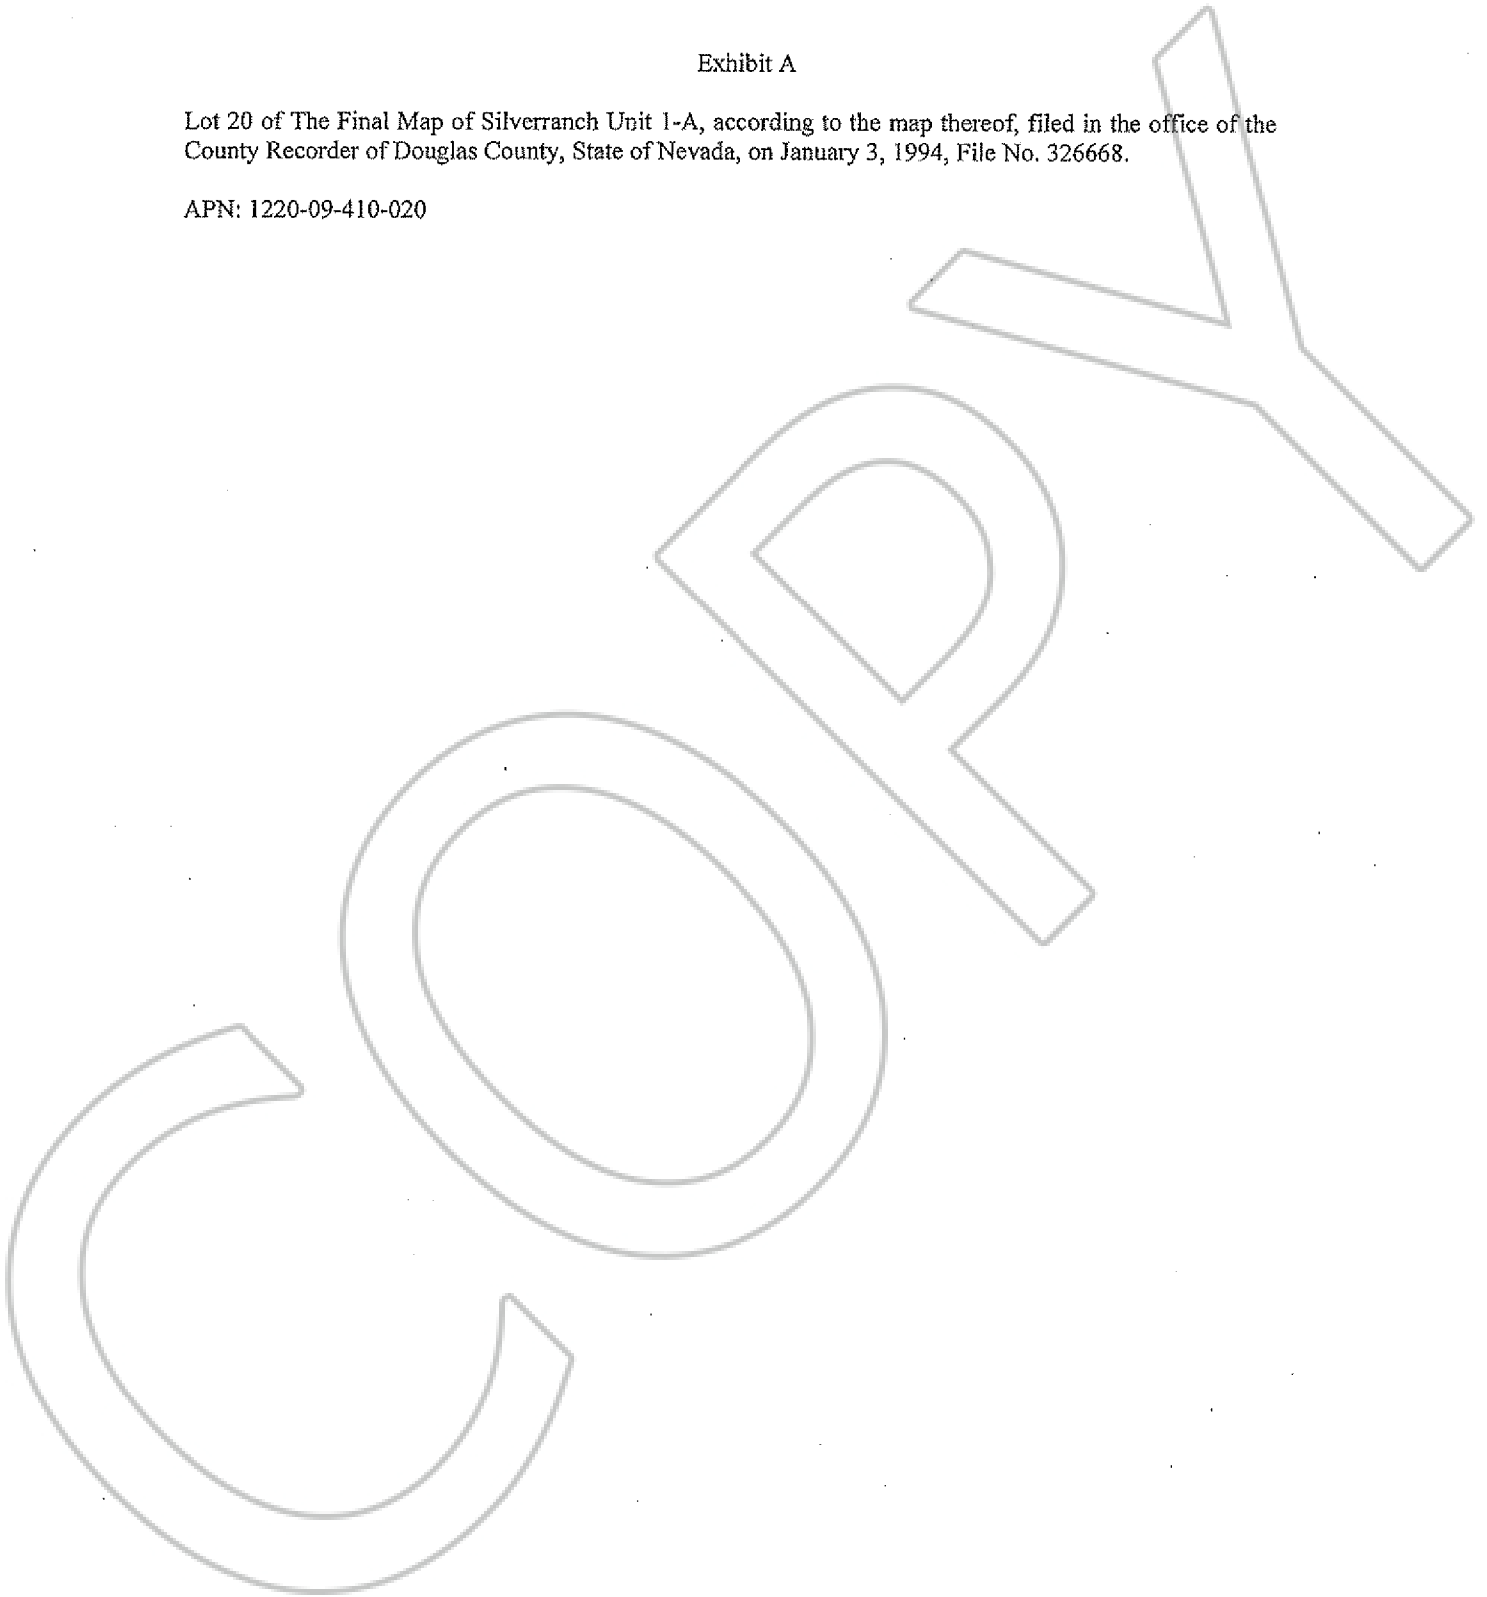 Exhibit A
Lot 20 of The Final Map of Silverranch Unit 1-A, according to the map thereof, filed in the office of the
County Recorder of Douglas County, State of Nevada, on January 3, 1994, File No. 326668.
APN: 1220-09-410-020
COPY